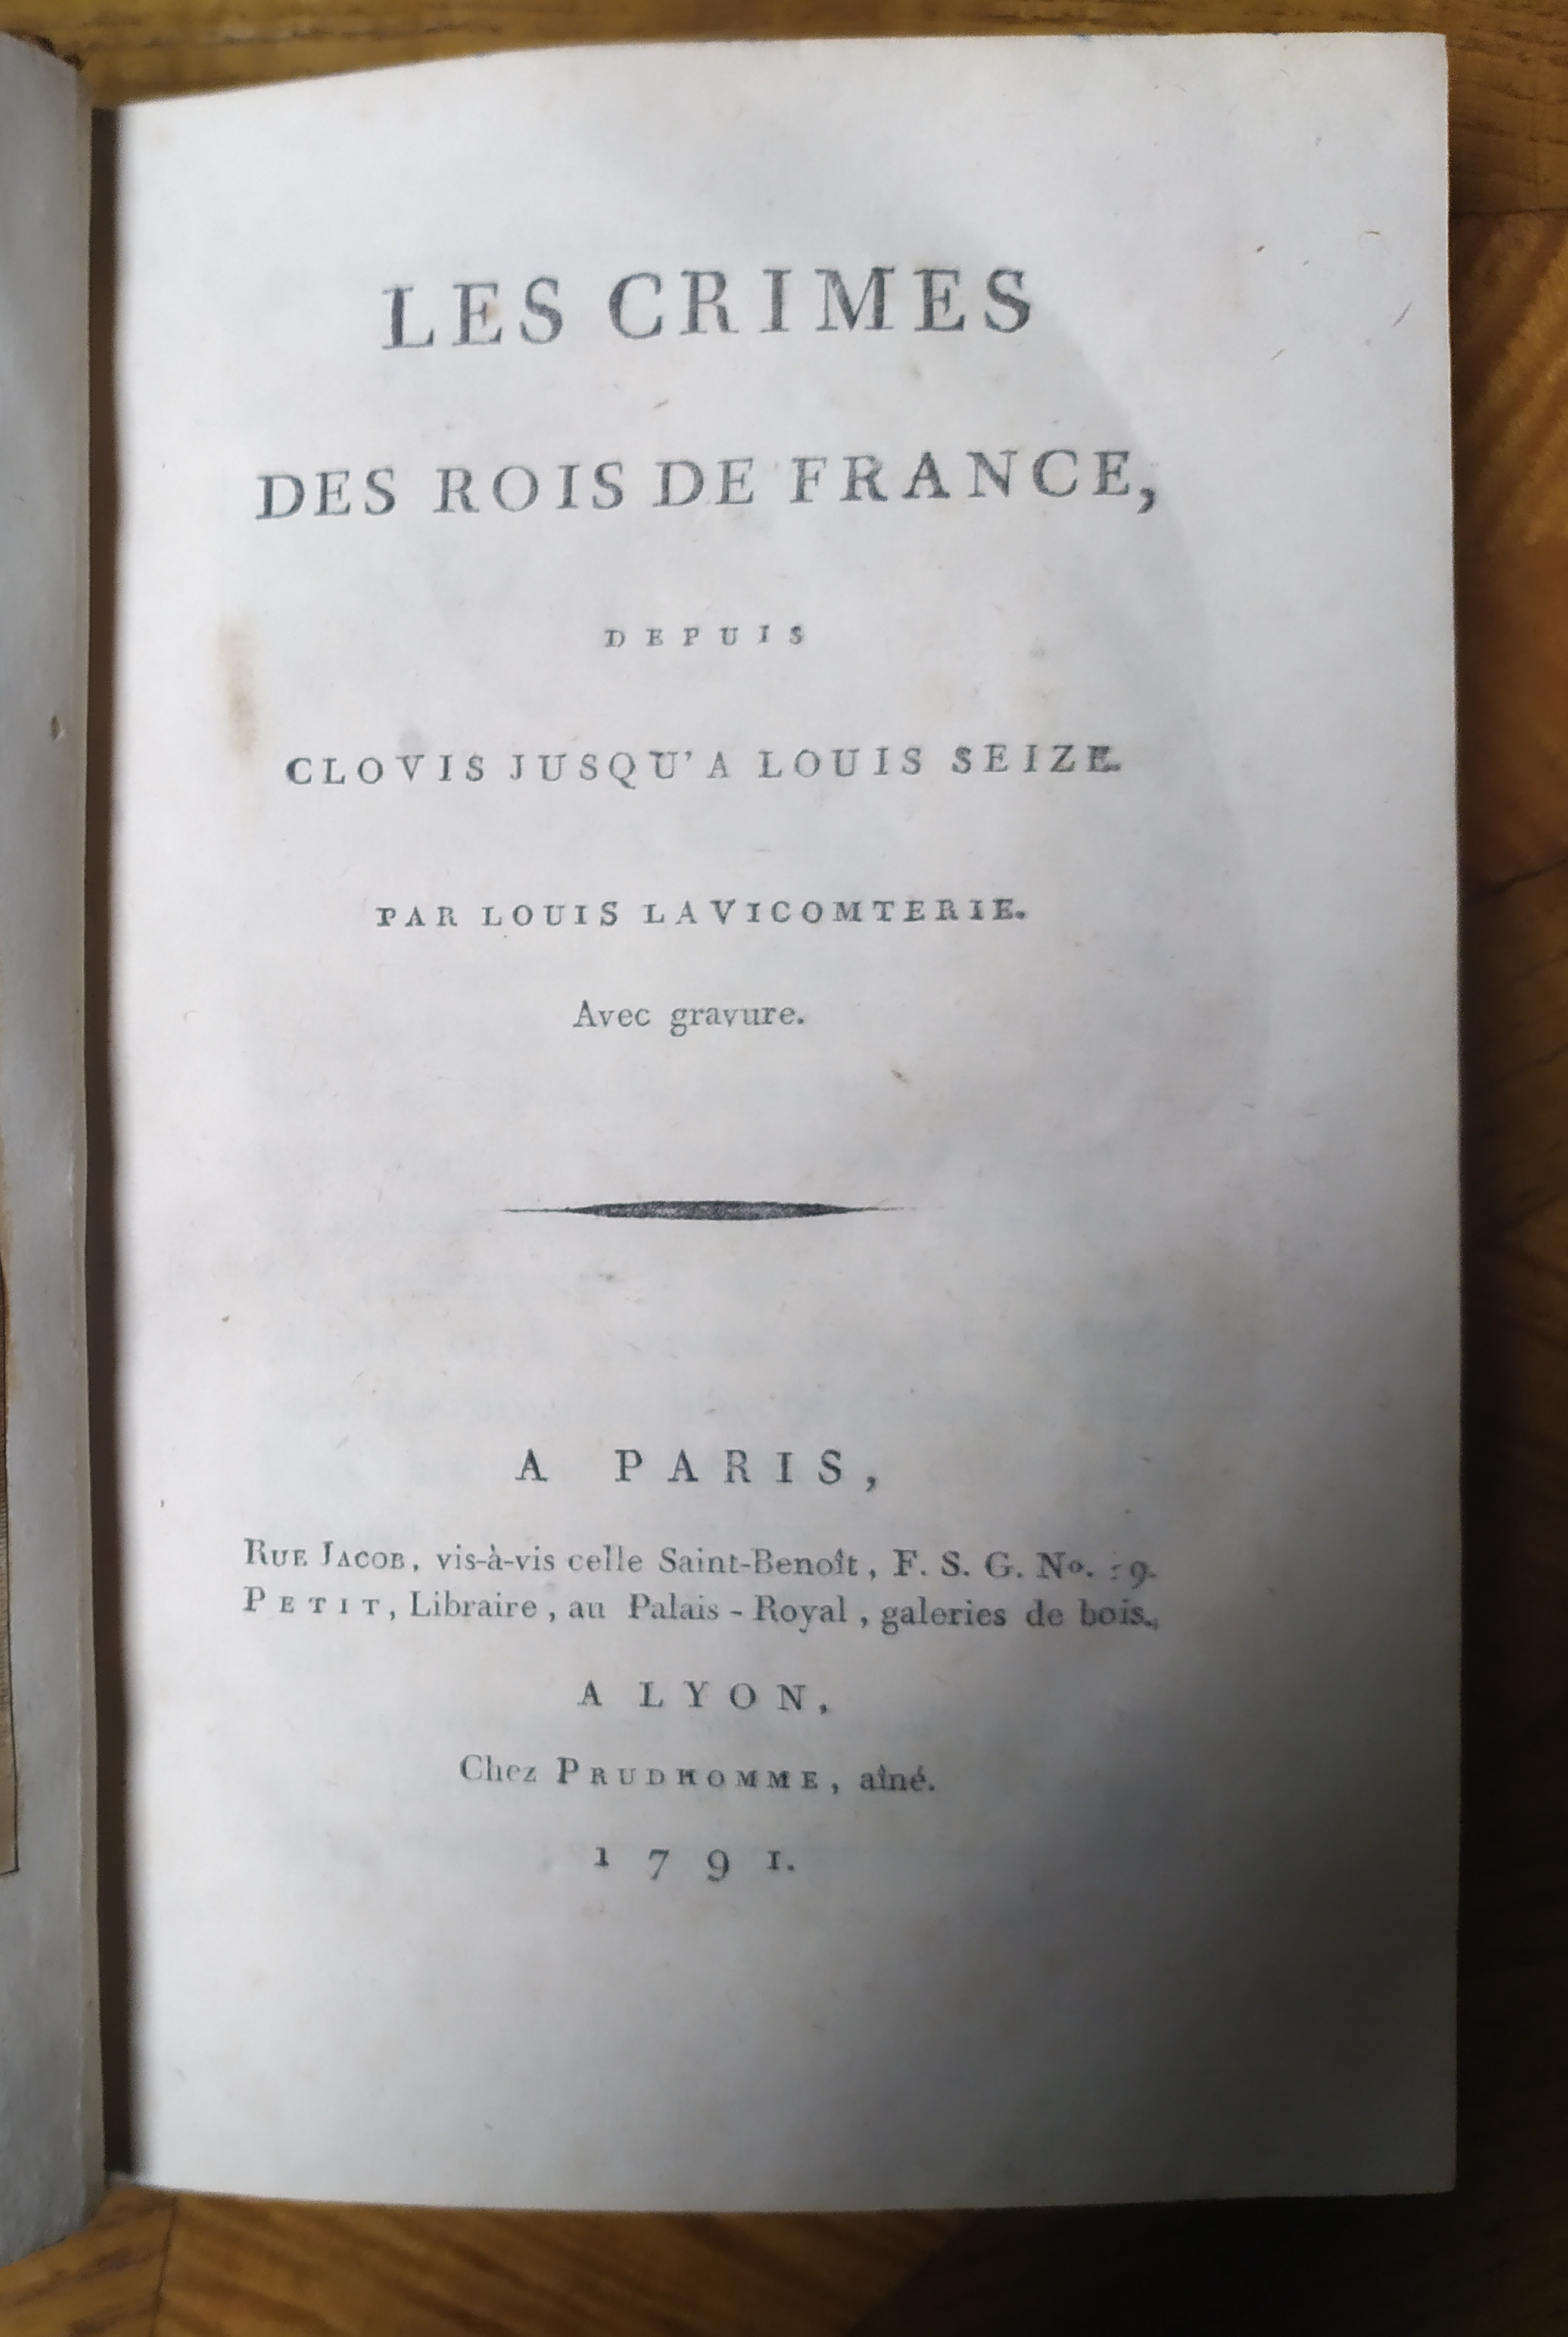 LES CRIMES
DES ROIS DE FRANCE,
DEPUIS
CLOVIS JUSQU'A LOUIS SEIZE.
PAR LOUIS LAVICOMTERIE.
Avec gravure.
A PARIS,
RUE JACOB, vis-à-vis celle Saint-Benoît, F. S. G. No.
PETIT, Libraire, au Palais-Royal, galeries de bois.
A LYON,
Chez PRUDHOMME, aîné.
1791.